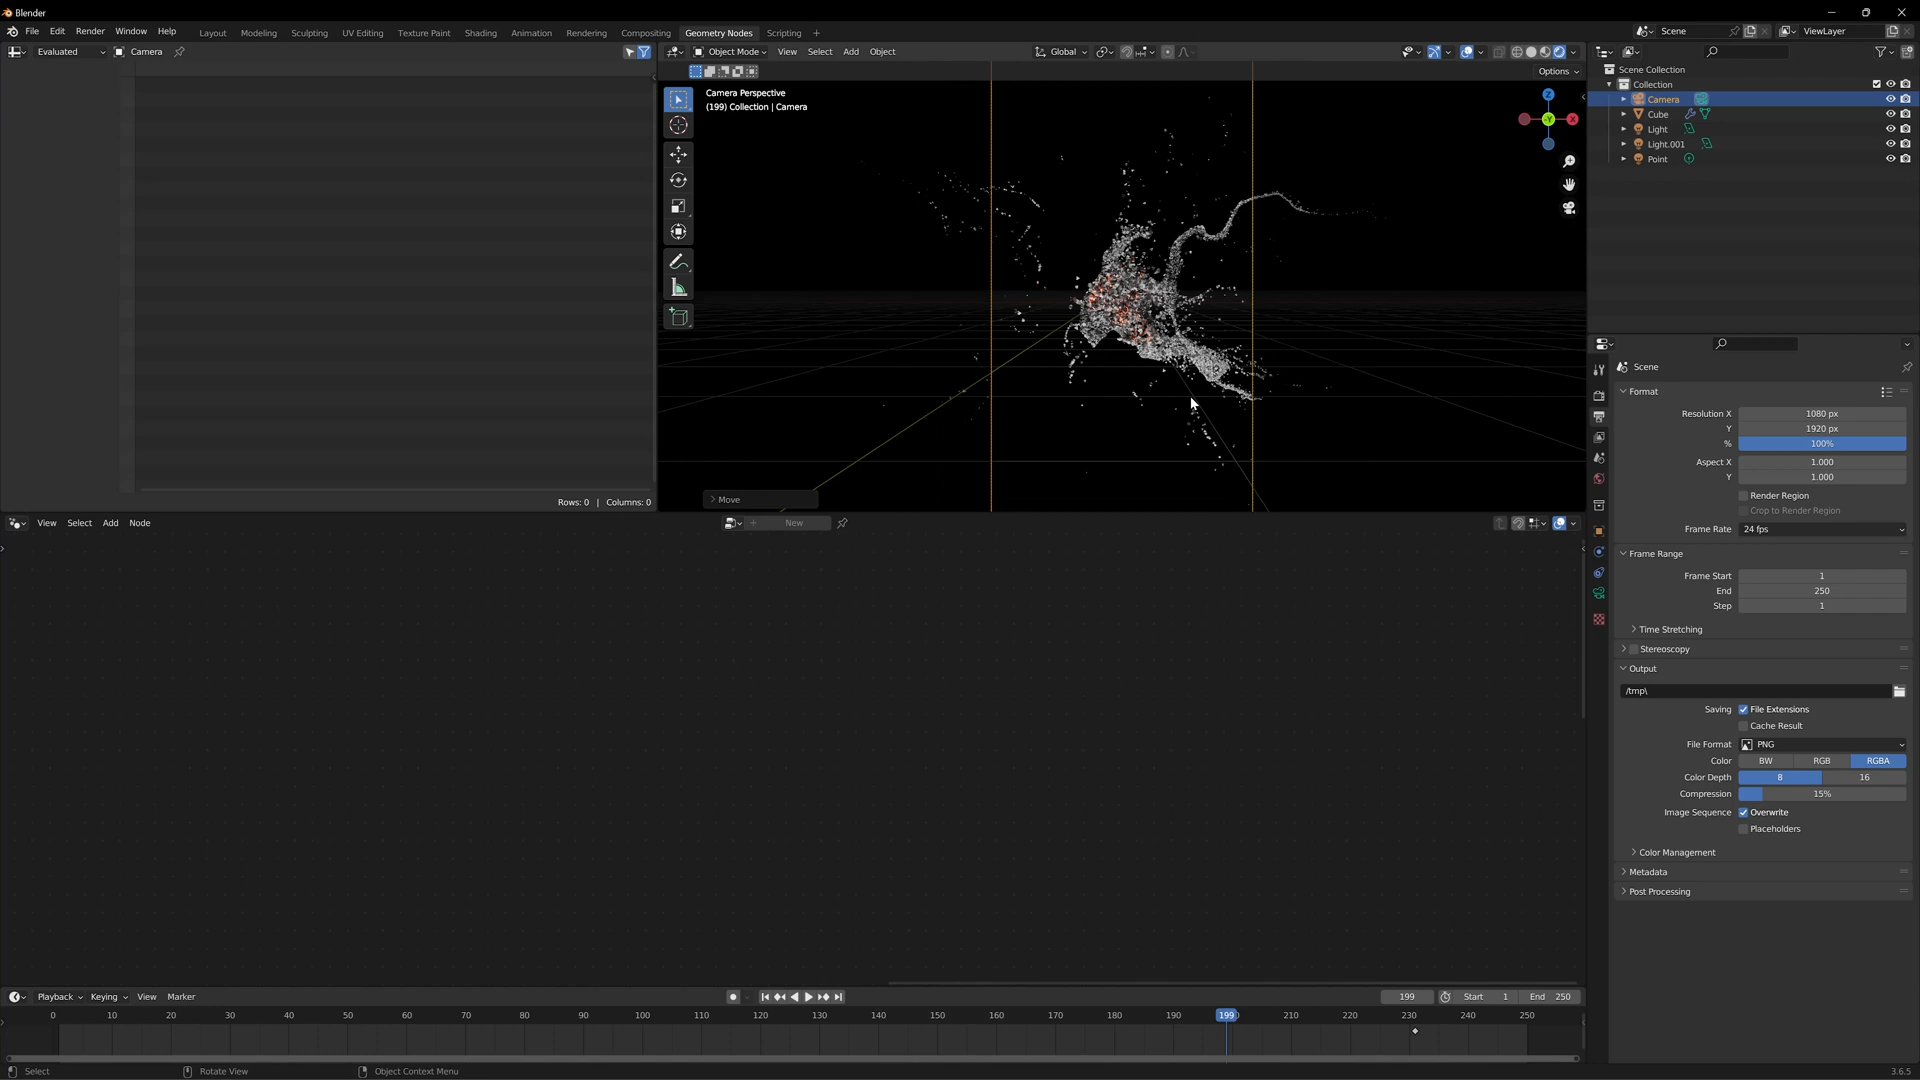 Blender
File Edit Render Window Help Layout Modeling Sculpting UV Editing Texture Paint Shading Animation Rendering Compositing Geometry Nodes Scripting + Scene ViewLayer
Evaluated Camera Object Mode View Select Add Object Global
Options
Camera Perspective
(199) Collection | Camera
Z
Y
X
Move
Rows: 0 | Columns: 0
Scene Collection
Collection
Camera
Cube
Light
Light.001
Point
Scene
Format
Resolution X 1080 px
Y 1920 px
% 100%
Aspect X 1.000
Y 1.000
Render Region
Crop to Render Region
Frame Rate 24 fps
Frame Range
Frame Start 1
End 250
Step 1
Time Stretching
Stereoscopy
Output
/tmp\
Saving File Extensions
Cache Result
File Format PNG
Color BW RGB RGBA
Color Depth 8 16
Compression 15%
Image Sequence Overwrite
Placeholders
Color Management
Metadata
Post Processing
View Select Add Node + New
Playback Keying View Marker 199 Start 1 End 250
0 10 20 30 40 50 60 70 80 90 100 110 120 130 140 150 160 170 180 190 199 210 220 230 240 250
Select Rotate View Object Context Menu 3.6.5